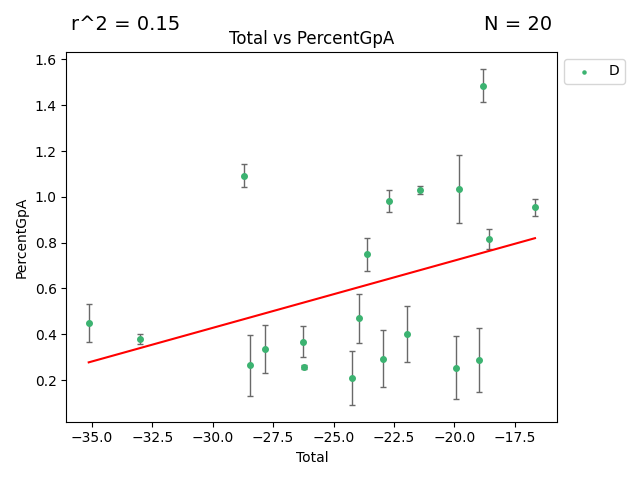 r^2 = 0.15
N = 20
Total vs PercentGpA
D
PercentGpA
1.6
1.4
1.2
1.0
0.8
0.6
0.4
0.2
−35.0 −32.5 −30.0 −27.5 −25.0 −22.5 −20.0 −17.5
Total